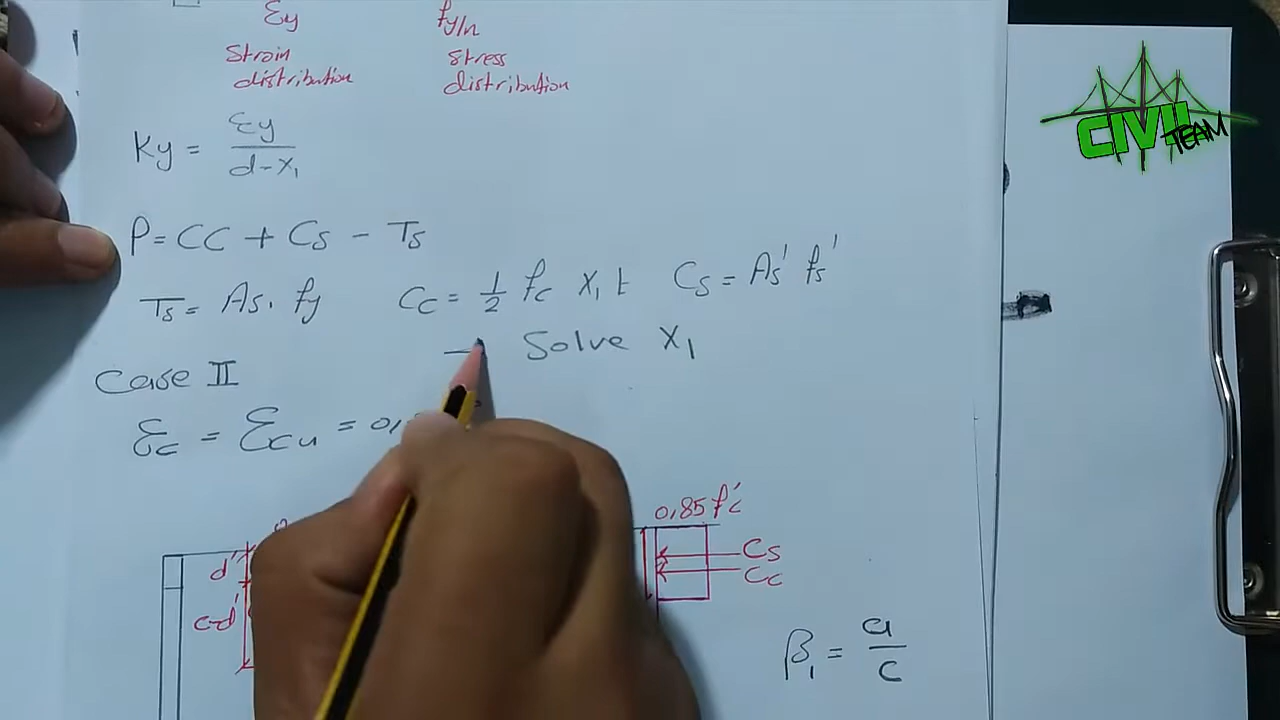 εy fy/n
Strain distribution
Stress distribution
Ky = εy / d-x₁
P = CC + Cs - Ts
Ts = As. fy Cc = 1/2 fc x₁ t Cs = As' fs'
Solve x₁
Case II
εc = εcu = 0,
0,85 f'c
d'
c-d'
Cs
Cc
β₁ = a / c
CIVIL TEAM